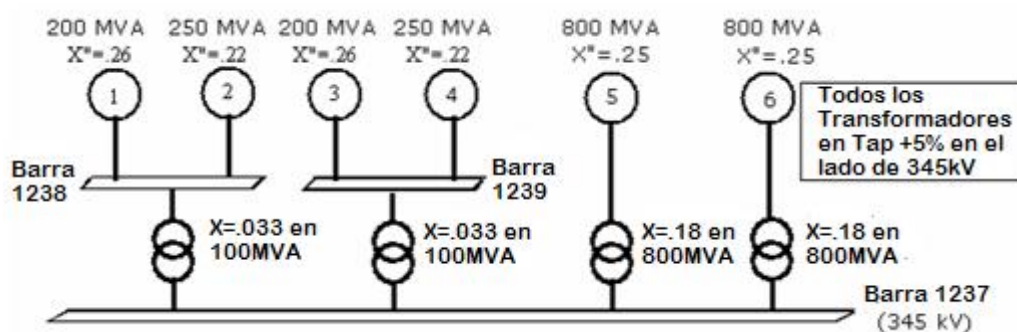 200 MVA 250 MVA 200 MVA 250 MVA 800 MVA 800 MVA
X"=.26 X"=.22 X"=.26 X"=.22 X"=.25 X"=.25
1 2 3 4 5 6
Todos los
Transformadores
en Tap +5% en el
lado de 345kV
Barra
1238
Barra
1239
X=.033 en
100MVA
X=.033 en
100MVA
X=.18 en
800MVA
X=.18 en
800MVA
Barra 1237
(345 kV)